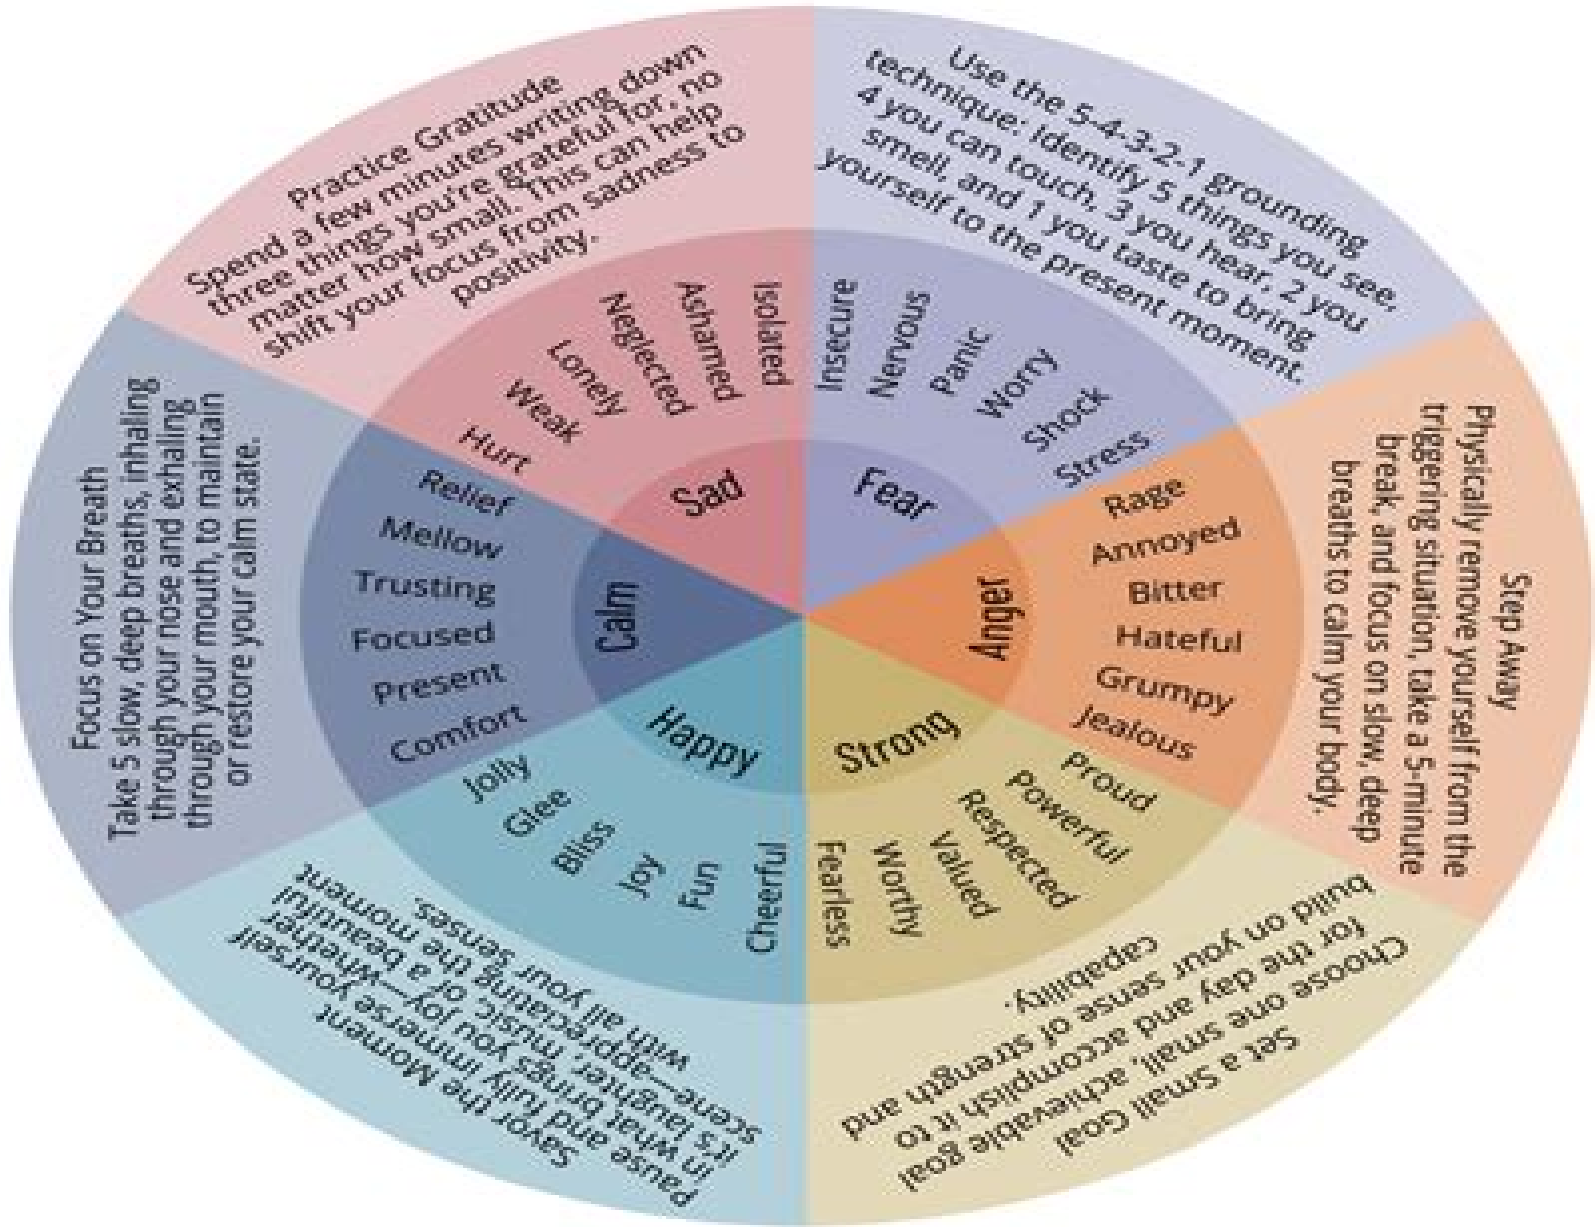 Practice Gratitude
Spend a few minutes writing down
three things you're grateful for, no
matter how small. This can help
shift your focus from sadness to
positivity.
Use the 5-4-3-2-1 grounding
technique: Identify 5 things you see,
4 you can touch, 3 you hear, 2 you
smell, and 1 you taste to bring
yourself to the present moment.
Step Away
Physically remove yourself from the
triggering situation, take a 5-minute
break, and focus on slow, deep
breaths to calm your body.
Set a Small Goal
Choose one small, achievable goal
for the day and accomplish it to
build on your sense of strength and
capability.
Savor the Moment
Pause and fully immerse yourself
in what brings you joy—whether
it's laughter, music, or a beautiful
scene—appreciating the moment
with all your senses.
Focus on Your Breath
Take 5 slow, deep breaths, inhaling
through your nose and exhaling
through your mouth, to maintain
or restore your calm state.
Sad
Hurt
Weak
Lonely
Neglected
Ashamed
Isolated
Fear
Insecure
Nervous
Panic
Worry
Shock
Stress
Anger
Rage
Annoyed
Bitter
Hateful
Grumpy
Jealous
Strong
Proud
Powerful
Respected
Valued
Worthy
Fearless
Happy
Cheerful
Fun
Joy
Bliss
Glee
Jolly
Calm
Comfort
Present
Focused
Trusting
Mellow
Relief